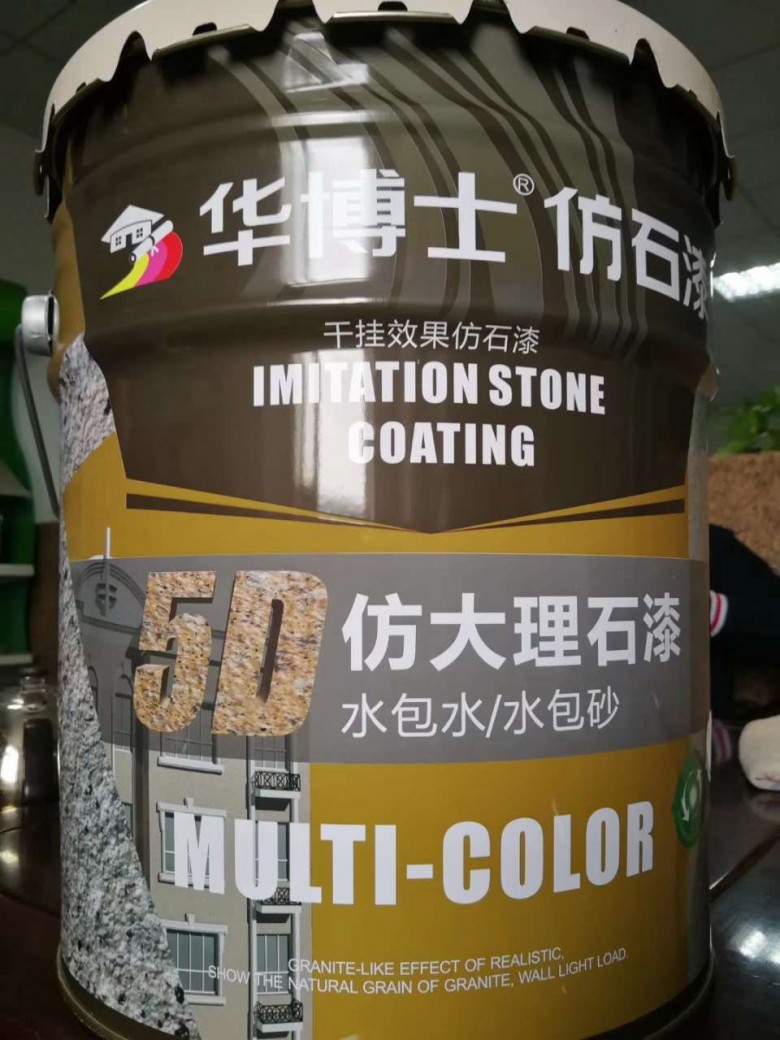 华博士®仿石漆
干挂效果仿石漆
IMITATION STONE
COATING
5D 仿大理石漆
水包水/水包砂
MULTI-COLOR
GRANITE-LIKE EFFECT OF REALISTIC,
SHOW THE NATURAL GRAIN OF GRANITE, WALL LIGHT LOAD.